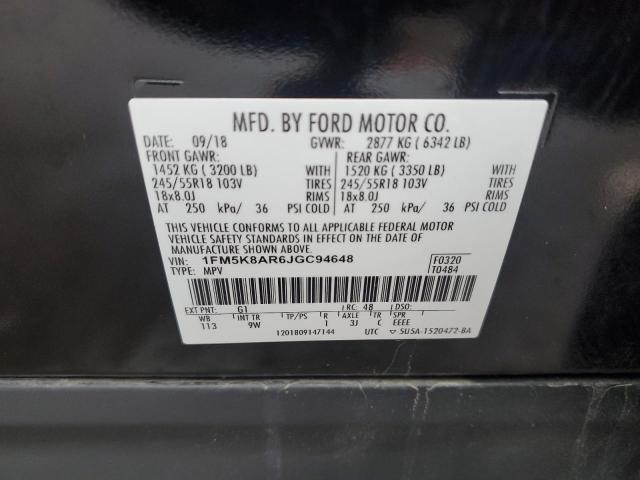 MFD. BY FORD MOTOR CO.
DATE: 09/18 GVWR: 2877 KG ( 6342 LB)
FRONT GAWR: REAR GAWR:
1452 KG ( 3200 LB) WITH 1520 KG ( 3350 LB) WITH
245/55R18 103V TIRES 245/55R18 103V TIRES
18x8.0J RIMS 18x8.0J RIMS
AT 250 kPa/ 36 PSI COLD AT 250 kPa/ 36 PSI COLD
THIS VEHICLE CONFORMS TO ALL APPLICABLE FEDERAL MOTOR
VEHICLE SAFETY AND THEFT PREVENTION STANDARDS IN EFFECT ON THE DATE OF
MANUFACTURE SHOWN ABOVE.
VIN: 1FM5K8AR6JGC94648 F0320
TYPE: MPV T0484
EXT PNT: G1 RC: 48 DSO:
WB INT TR TP/PS R AXLE TR SPR
113 9W 1 3J C EEEE
1201809147144 UTC ▽ 5U5A-1520472-BA